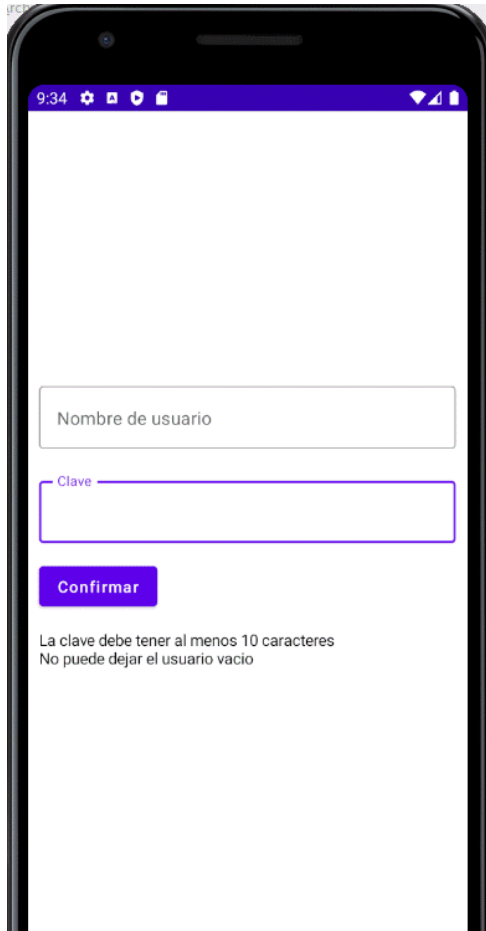 9:34
Nombre de usuario
Clave
Confirmar
La clave debe tener al menos 10 caracteres
No puede dejar el usuario vacio